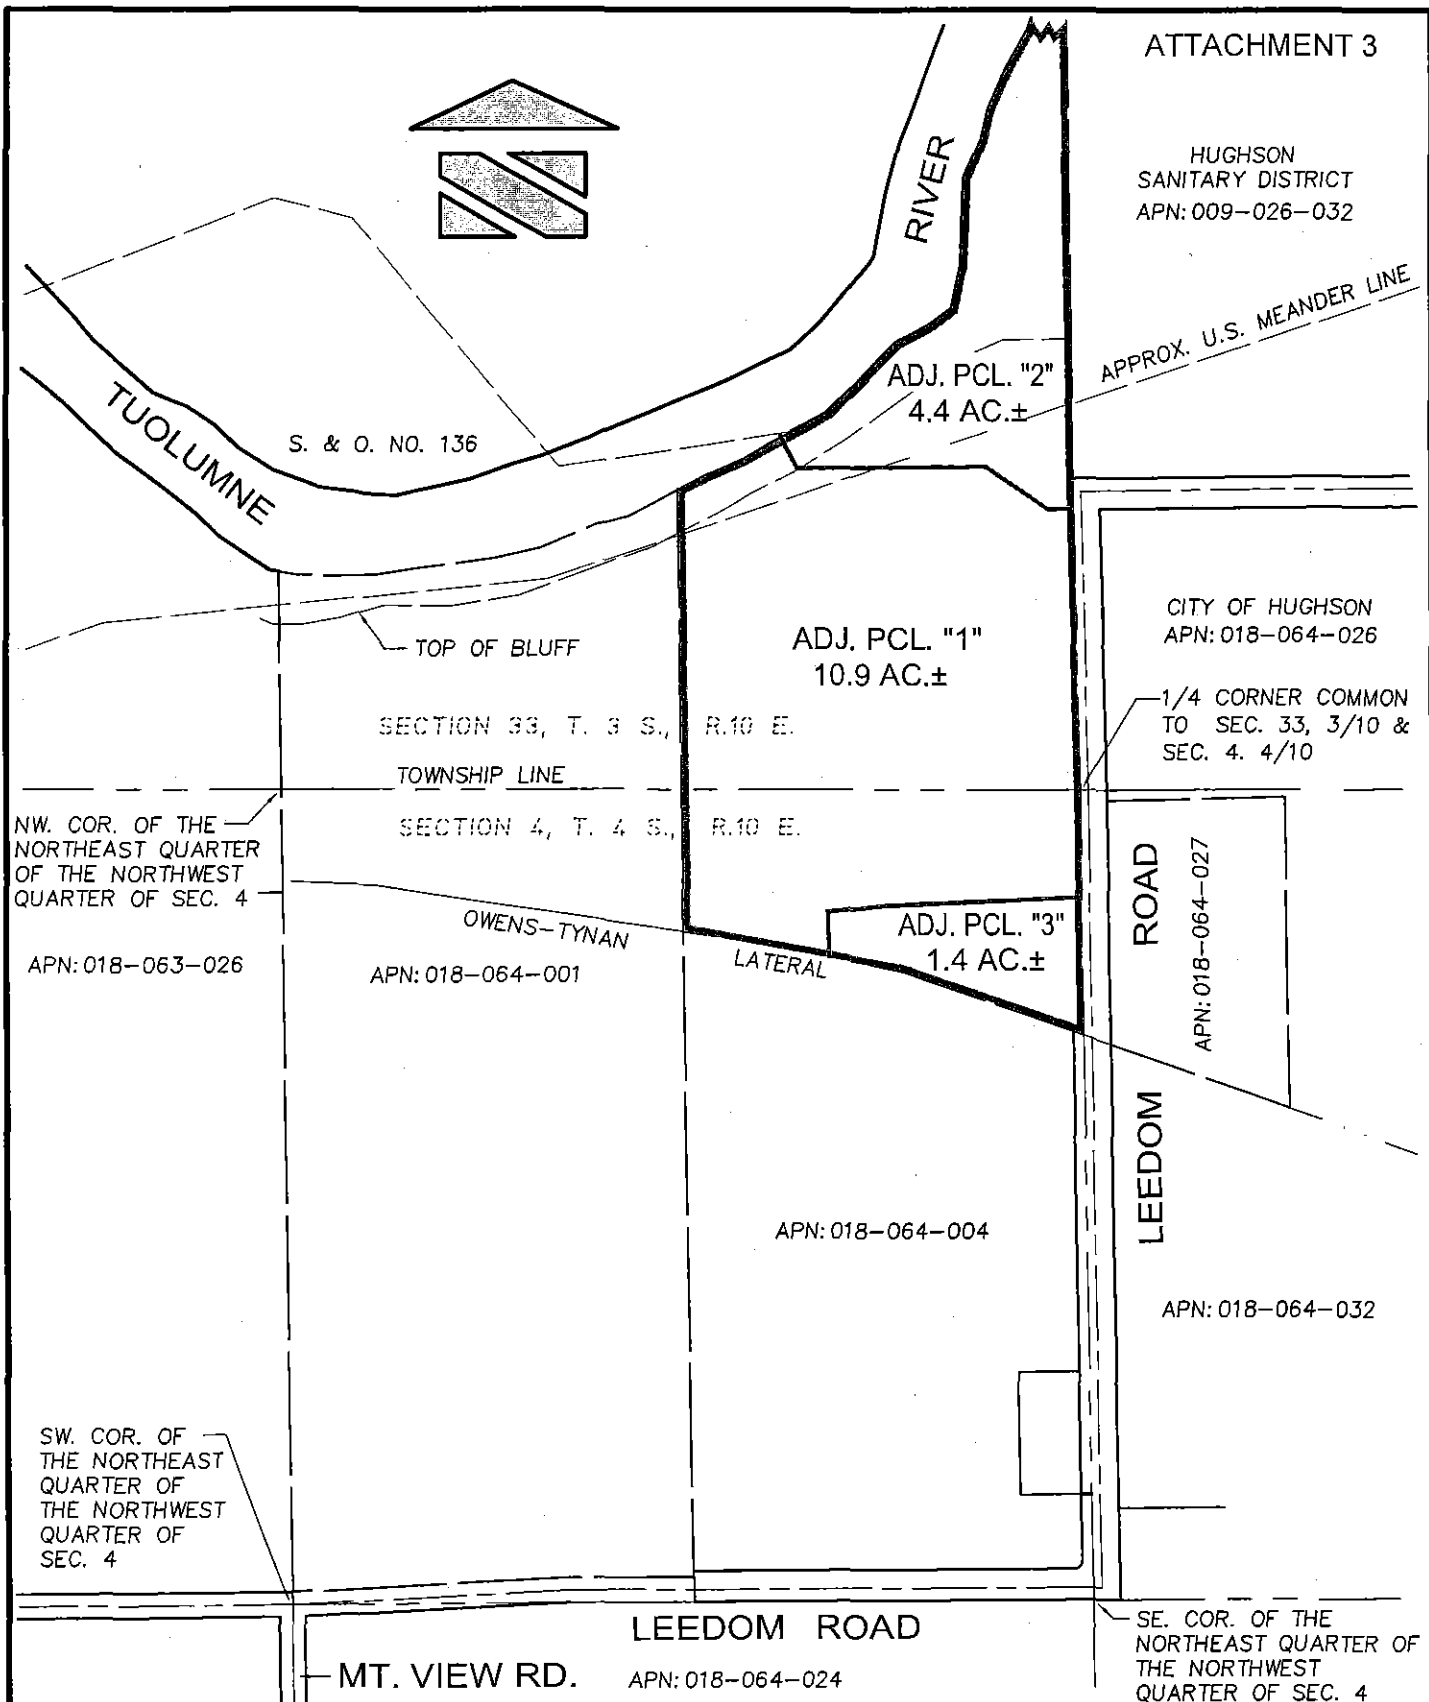 ATTACHMENT 3
HUGHSON
SANITARY DISTRICT
APN: 009-026-032
RIVER
APPROX. U.S. MEANDER LINE
ADJ. PCL. "2"
4.4 AC.±
TUOLUMNE
S. & O. NO. 136
CITY OF HUGHSON
APN: 018-064-026
TOP OF BLUFF
ADJ. PCL. "1"
10.9 AC.±
1/4 CORNER COMMON
TO SEC. 33, 3/10 &
SEC. 4. 4/10
SECTION 33, T. 3 S., R.10 E.
TOWNSHIP LINE
SECTION 4, T. 4 S., R.10 E.
NW. COR. OF THE
NORTHEAST QUARTER
OF THE NORTHWEST
QUARTER OF SEC. 4
OWENS-TYNAN
LATERAL
ADJ. PCL. "3"
1.4 AC.±
LEEDOM ROAD
APN: 018-064-027
APN: 018-063-026
APN: 018-064-001
APN: 018-064-004
APN: 018-064-032
SW. COR. OF
THE NORTHEAST
QUARTER OF
THE NORTHWEST
QUARTER OF
SEC. 4
LEEDOM ROAD
MT. VIEW RD.
APN: 018-064-024
SE. COR. OF THE
NORTHEAST QUARTER OF
THE NORTHWEST
QUARTER OF SEC. 4